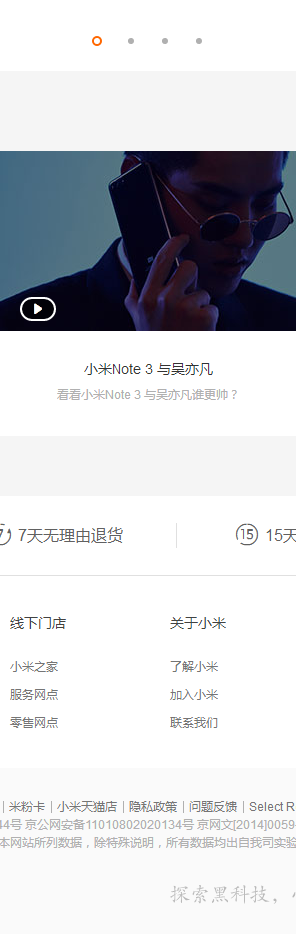 小米Note 3 与吴亦凡
看看小米Note 3 与吴亦凡谁更帅？
7天无理由退货
15 15天
线下门店
关于小米
小米之家
了解小米
服务网点
加入小米
零售网点
联系我们
| 米粉卡 | 小米天猫店 | 隐私政策 | 问题反馈 | Select R
44号 京公网安备11010802020134号 京网文[2014]0059-
本网站所列数据，除特殊说明，所有数据均出自我司实验
探索黑科技，